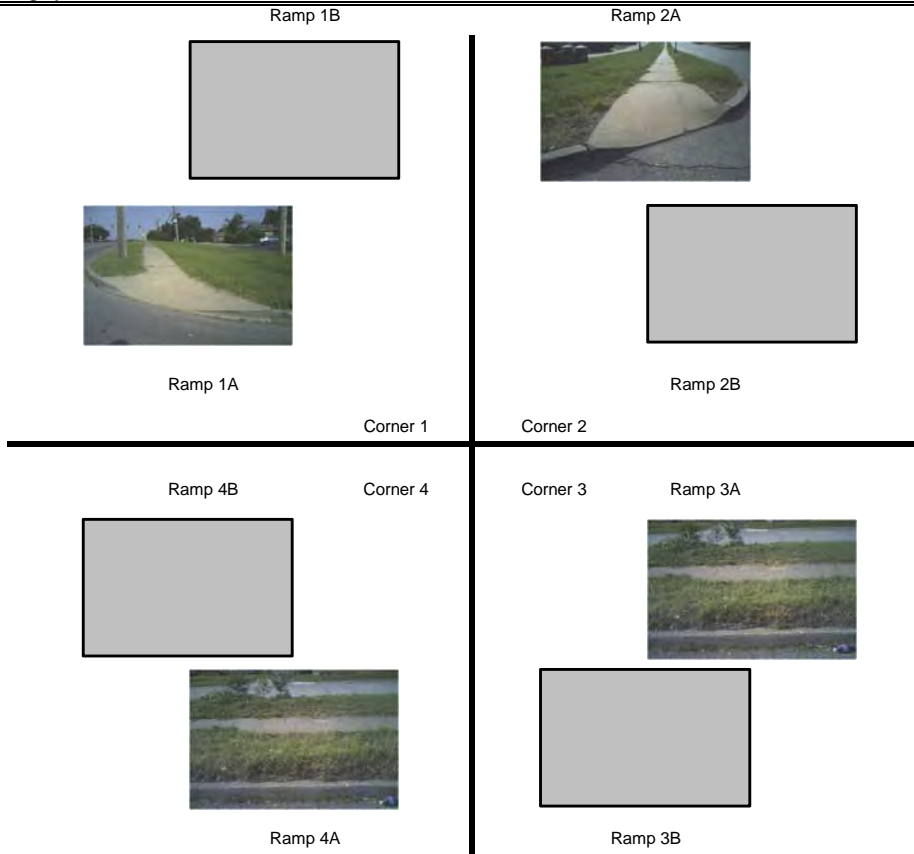 Ramp 1B
Ramp 2A
Ramp 1A
Ramp 2B
Corner 1
Corner 2
Ramp 4B
Corner 4
Corner 3
Ramp 3A
Ramp 4A
Ramp 3B